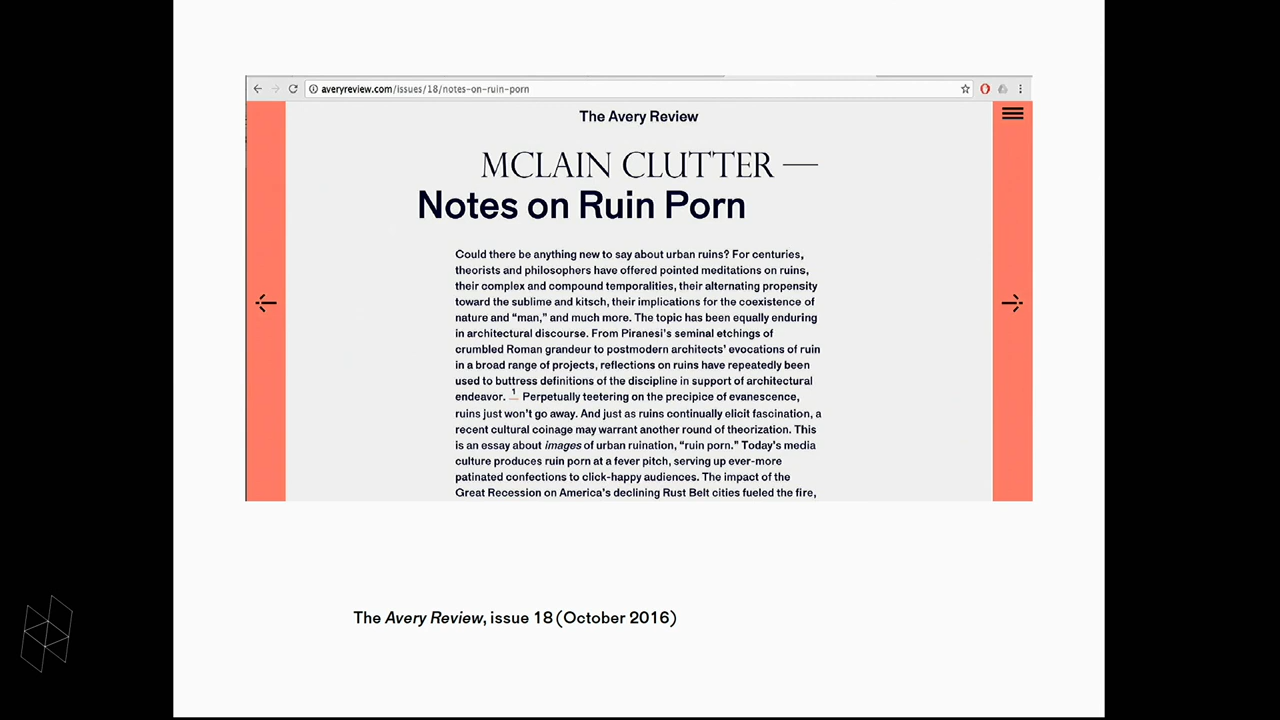 averyreview.com/issues/18/notes-on-ruin-porn
The Avery Review
MCLAIN CLUTTER —
Notes on Ruin Porn
Could there be anything new to say about urban ruins? For centuries,
theorists and philosophers have offered pointed meditations on ruins,
their complex and compound temporalities, their alternating propensity
toward the sublime and kitsch, their implications for the coexistence of
nature and “man,” and much more. The topic has been equally enduring
in architectural discourse. From Piranesi’s seminal etchings of
crumbled Roman grandeur to postmodern architects’ evocations of ruin
in a broad range of projects, reflections on ruins have repeatedly been
used to buttress definitions of the discipline in support of architectural
endeavor. 1 Perpetually teetering on the precipice of evanescence,
ruins just won’t go away. And just as ruins continually elicit fascination, a
recent cultural coinage may warrant another round of theorization. This
is an essay about images of urban ruination, “ruin porn.” Today’s media
culture produces ruin porn at a fever pitch, serving up ever-more
patinated confections to click-happy audiences. The impact of the
Great Recession on America’s declining Rust Belt cities fueled the fire,
The Avery Review, issue 18 (October 2016)